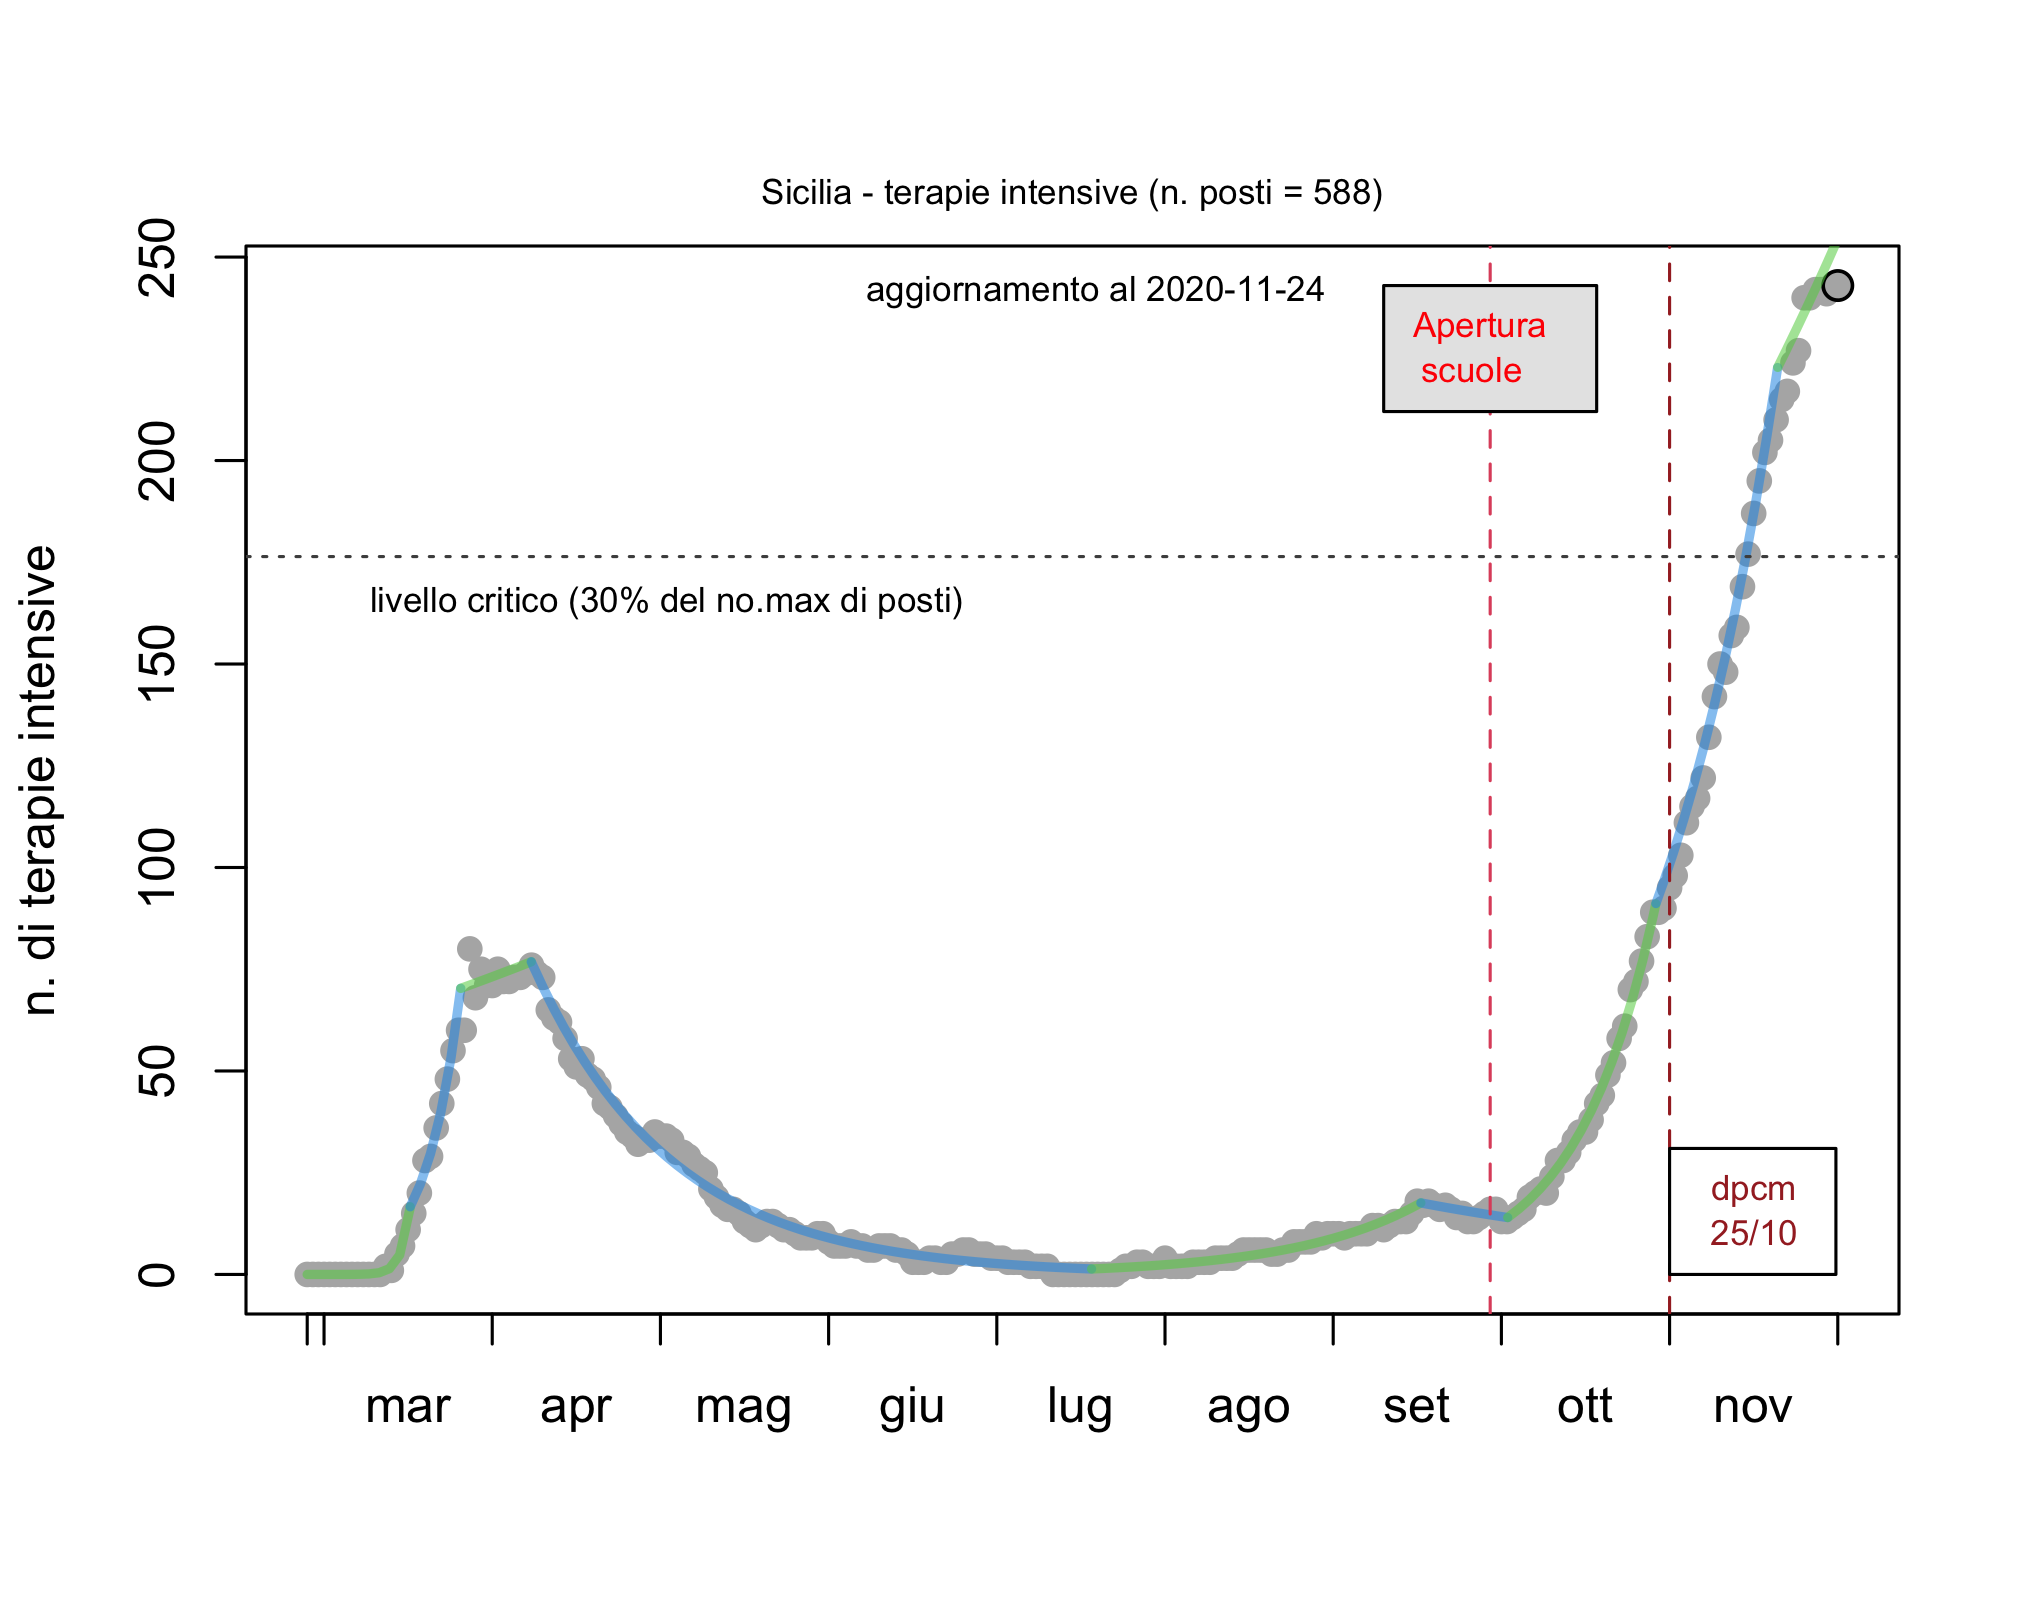 Sicilia - terapie intensive (n. posti = 588)
aggiornamento al 2020-11-24
Apertura
scuole
livello critico (30% del no.max di posti)
dpcm
25/10
n. di terapie intensive
250
200
150
100
50
0
mar apr mag giu lug ago set ott nov